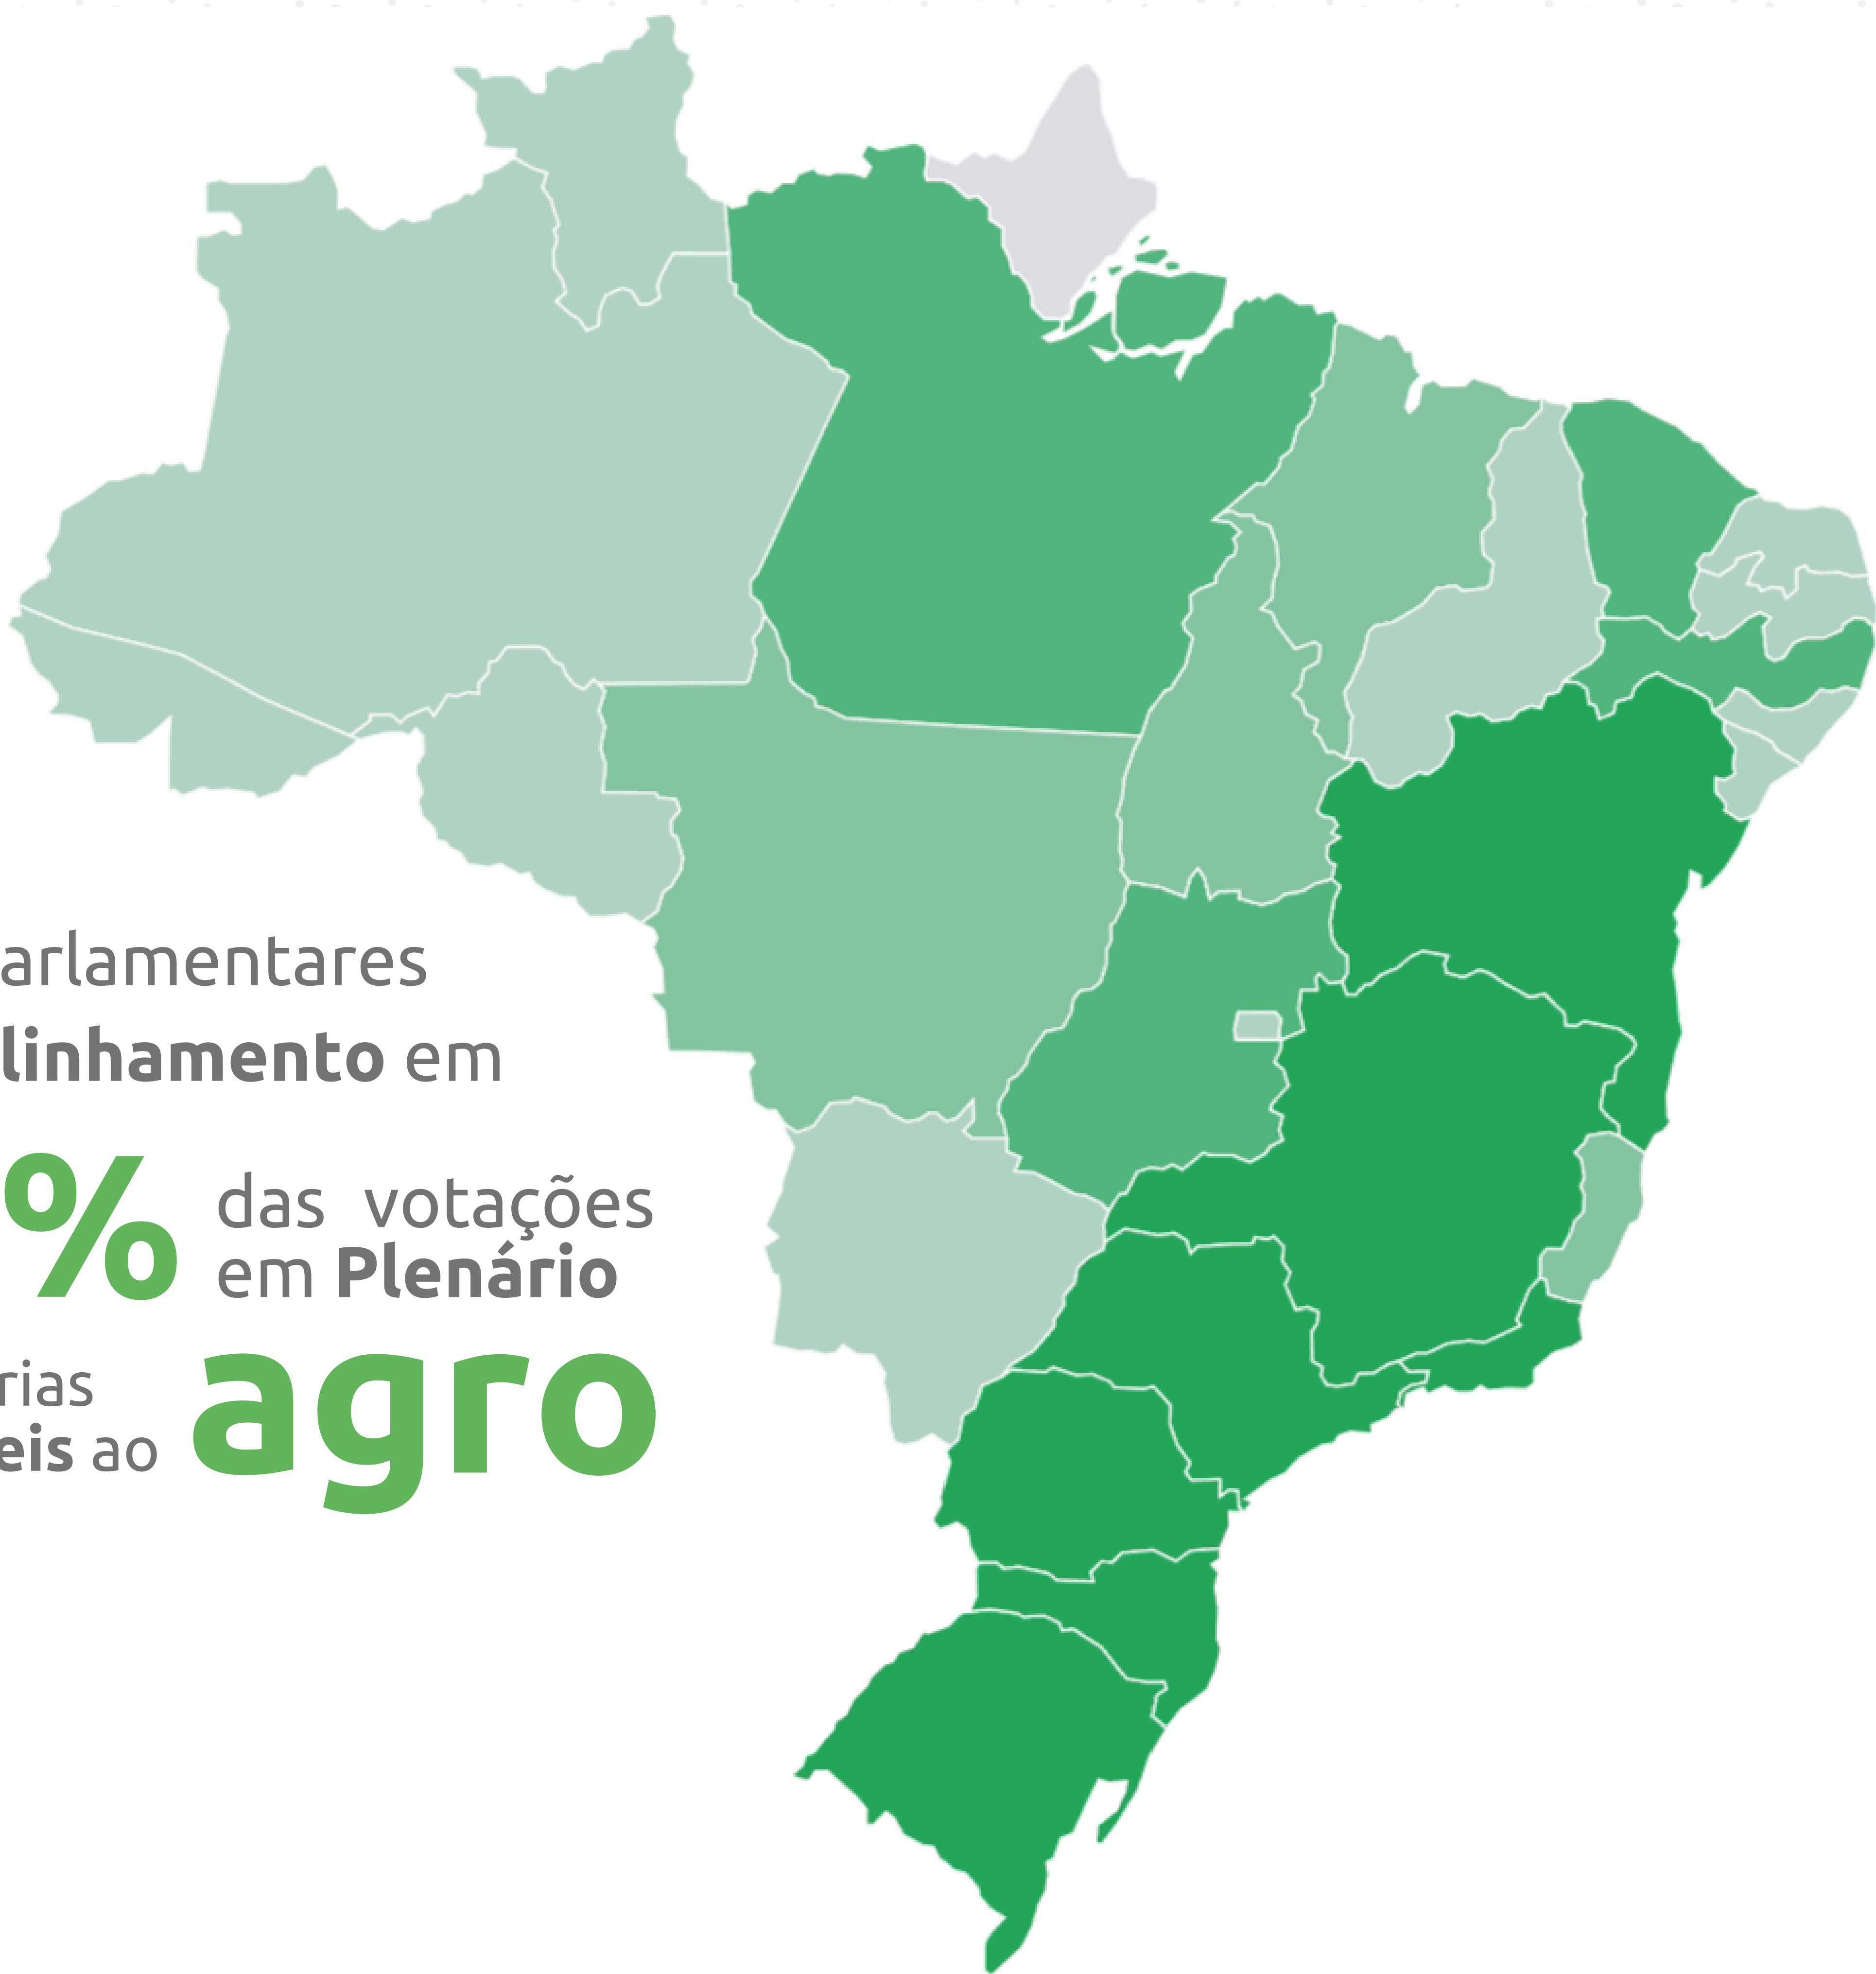 arlamentares
linhamento em
% das votações
em Plenário
rias
eis ao agro